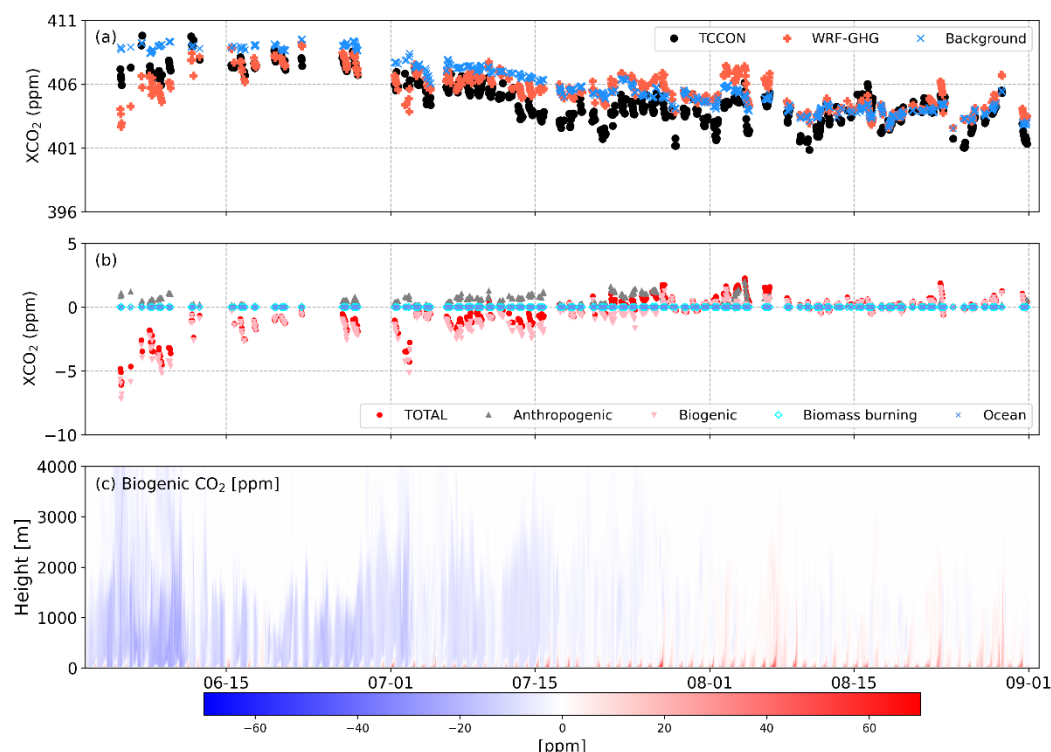 (a)
TCCON WRF-GHG Background
411
406
401
396
XCO₂ (ppm)
(b)
5
0
−5
−10
XCO₂ (ppm)
TOTAL Anthropogenic Biogenic Biomass burning Ocean
(c) Biogenic CO₂ [ppm]
4000
3000
2000
1000
0
Height [m]
06-15 07-01 07-15 08-01 08-15 09-01
−60 −40 −20 0 20 40 60
[ppm]